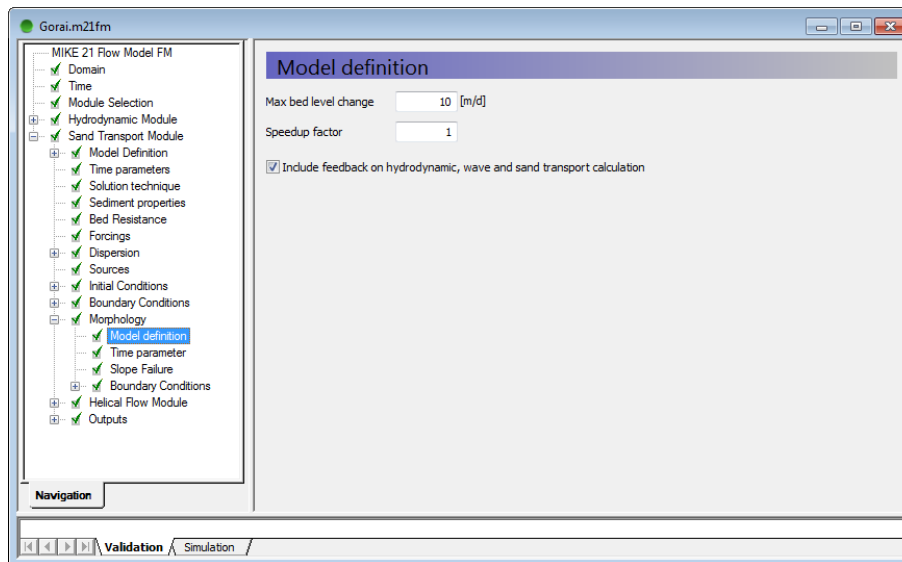 Gorai.m21fm
MIKE 21 Flow Model FM
Domain
Time
Module Selection
Hydrodynamic Module
Sand Transport Module
Model Definition
Time parameters
Solution technique
Sediment properties
Bed Resistance
Forcings
Dispersion
Sources
Initial Conditions
Boundary Conditions
Morphology
Model definition
Time parameter
Slope Failure
Boundary Conditions
Helical Flow Module
Outputs
Navigation
Model definition
Max bed level change 10 [m/d]
Speedup factor 1
Include feedback on hydrodynamic, wave and sand transport calculation
Validation Simulation